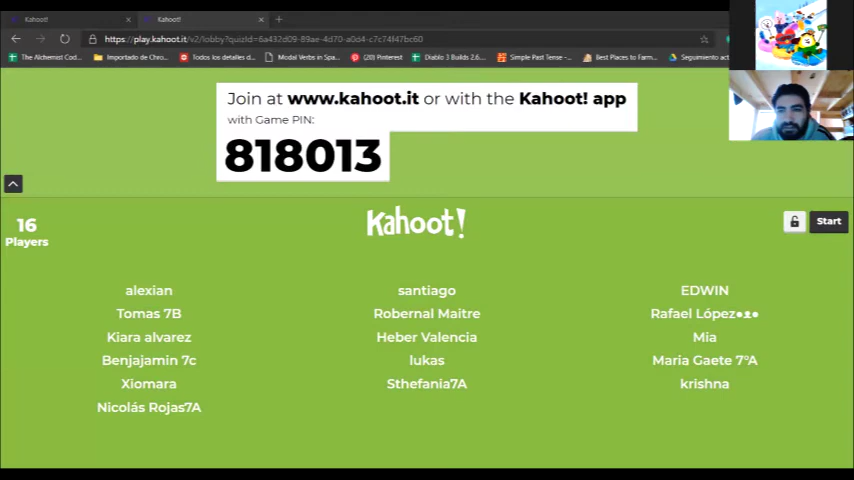 Kahoot!
Kahoot!
https://play.kahoot.it/v2/lobby?quizId=6a432d09-89ae-4d70-a0d4-c7c74f47bc60
The Alchemist Cod...
Importado de Chro...
Todos los detalles d...
Modal Verbs in Spa...
(20) Pinterest
Diablo 3 Builds 2.6....
Simple Past Tense -...
Best Places to Farm...
Seguimiento act
Join at www.kahoot.it or with the Kahoot! app
with Game PIN:
818013
16
Players
Kahoot!
Start
alexian
santiago
EDWIN
Tomas 7B
Robernal Maitre
Rafael López●ᴥ●
Kiara alvarez
Heber Valencia
Mia
Benjajamin 7c
lukas
Maria Gaete 7°A
Xiomara
Sthefania7A
krishna
Nicolás Rojas7A